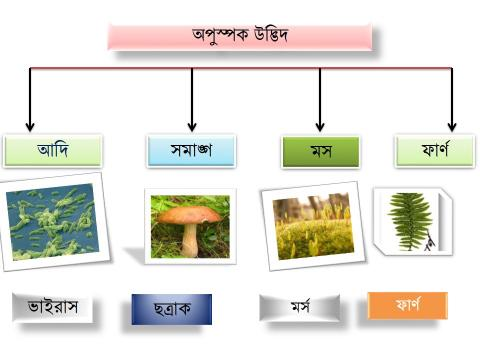 অপুস্পক উদ্ভিদ
আদি সমাঙ্গ মস ফার্ণ
ভাইরাস ছত্রাক মর্স ফার্ণ